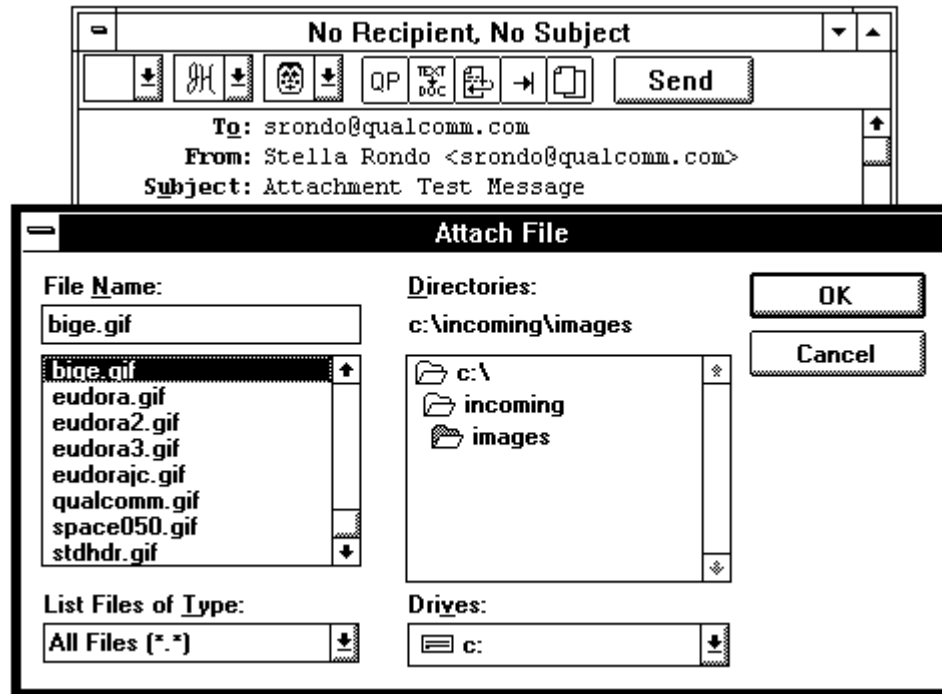 No Recipient, No Subject
QP TEXT DOC Send
To: srondo@qualcomm.com
From: Stella Rondo <srondo@qualcomm.com>
Subject: Attachment Test Message
Attach File
File Name:
bige.gif
bige.gif
eudora.gif
eudora2.gif
eudora3.gif
eudorajc.gif
qualcomm.gif
space050.gif
stdhdr.gif
List Files of Type:
All Files (*.*)
Directories:
c:\incoming\images
c:\
incoming
images
Drives:
c:
OK
Cancel